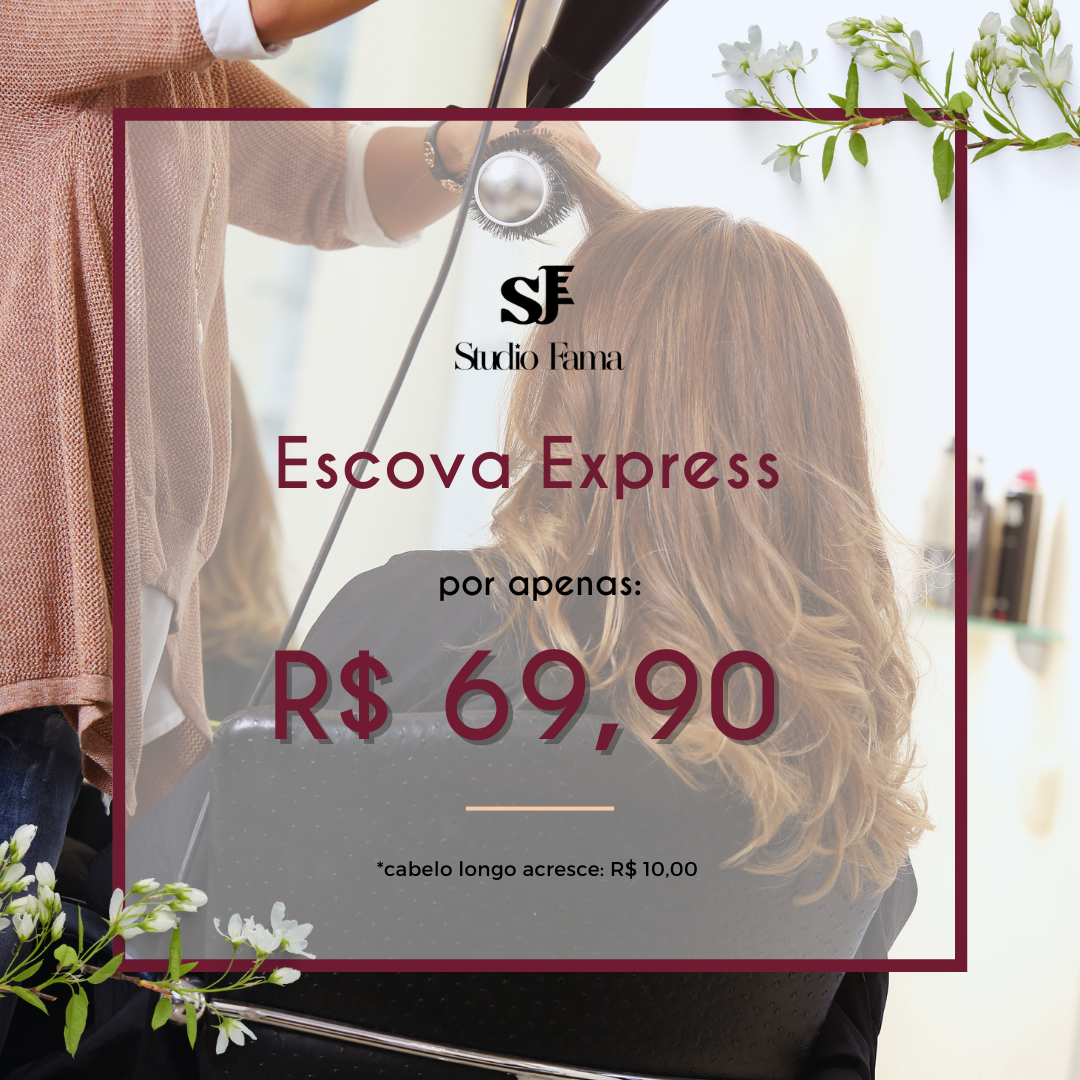 SF
Studio Fama
Escova Express
por apenas:
R$ 69,90
*cabelo longo acresce: R$ 10,00